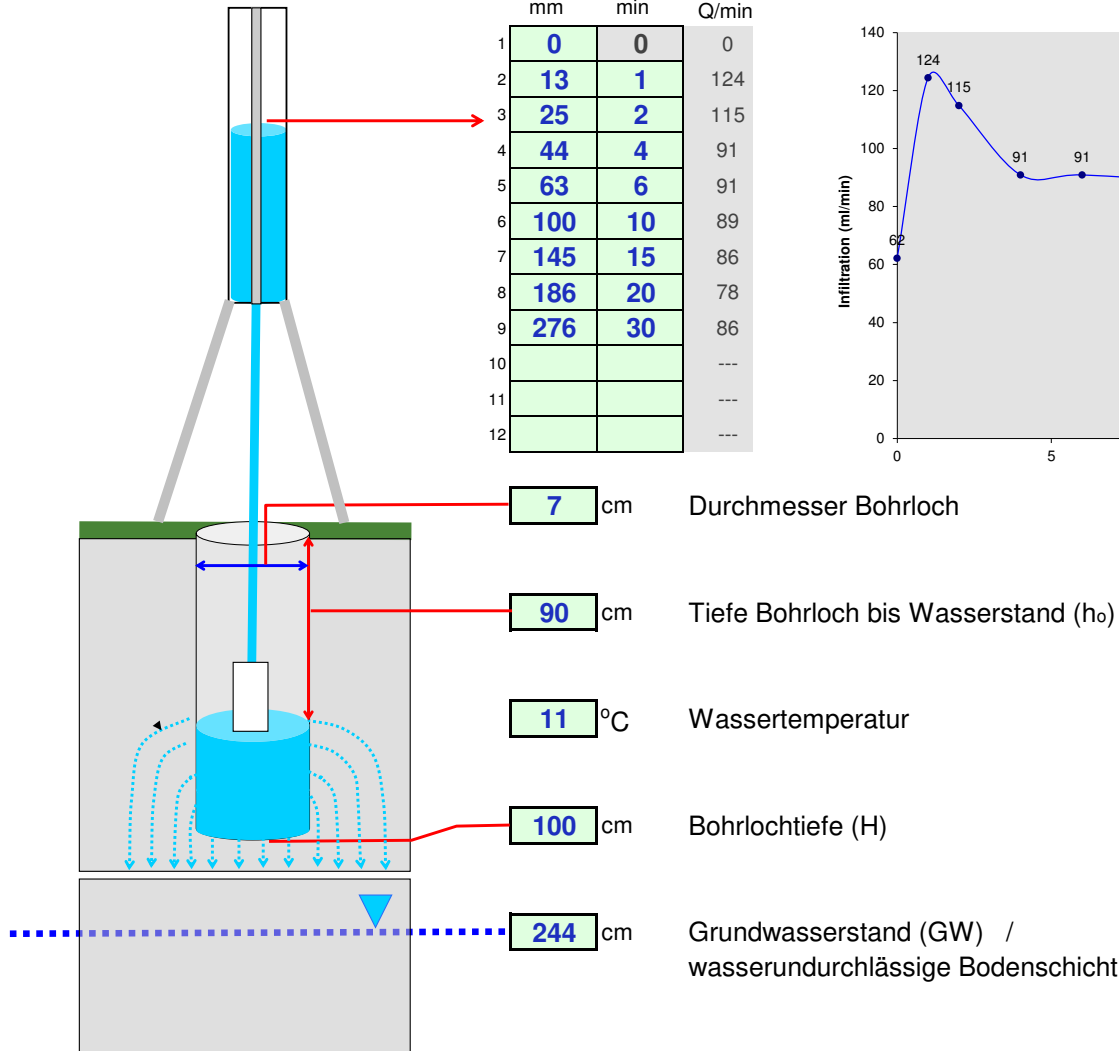 mm min Q/min
1 0 0 0
2 13 1 124
3 25 2 115
4 44 4 91
5 63 6 91
6 100 10 89
7 145 15 86
8 186 20 78
9 276 30 86
10 ---
11 ---
12 ---
140
120
100
80
60
40
20
0
0 5
Infiltration (ml/min)
62
124
115
91
91
7 cm Durchmesser Bohrloch
90 cm Tiefe Bohrloch bis Wasserstand (ho)
11 °C Wassertemperatur
100 cm Bohrlochtiefe (H)
244 cm Grundwasserstand (GW) /
wasserundurchlässige Bodenschicht